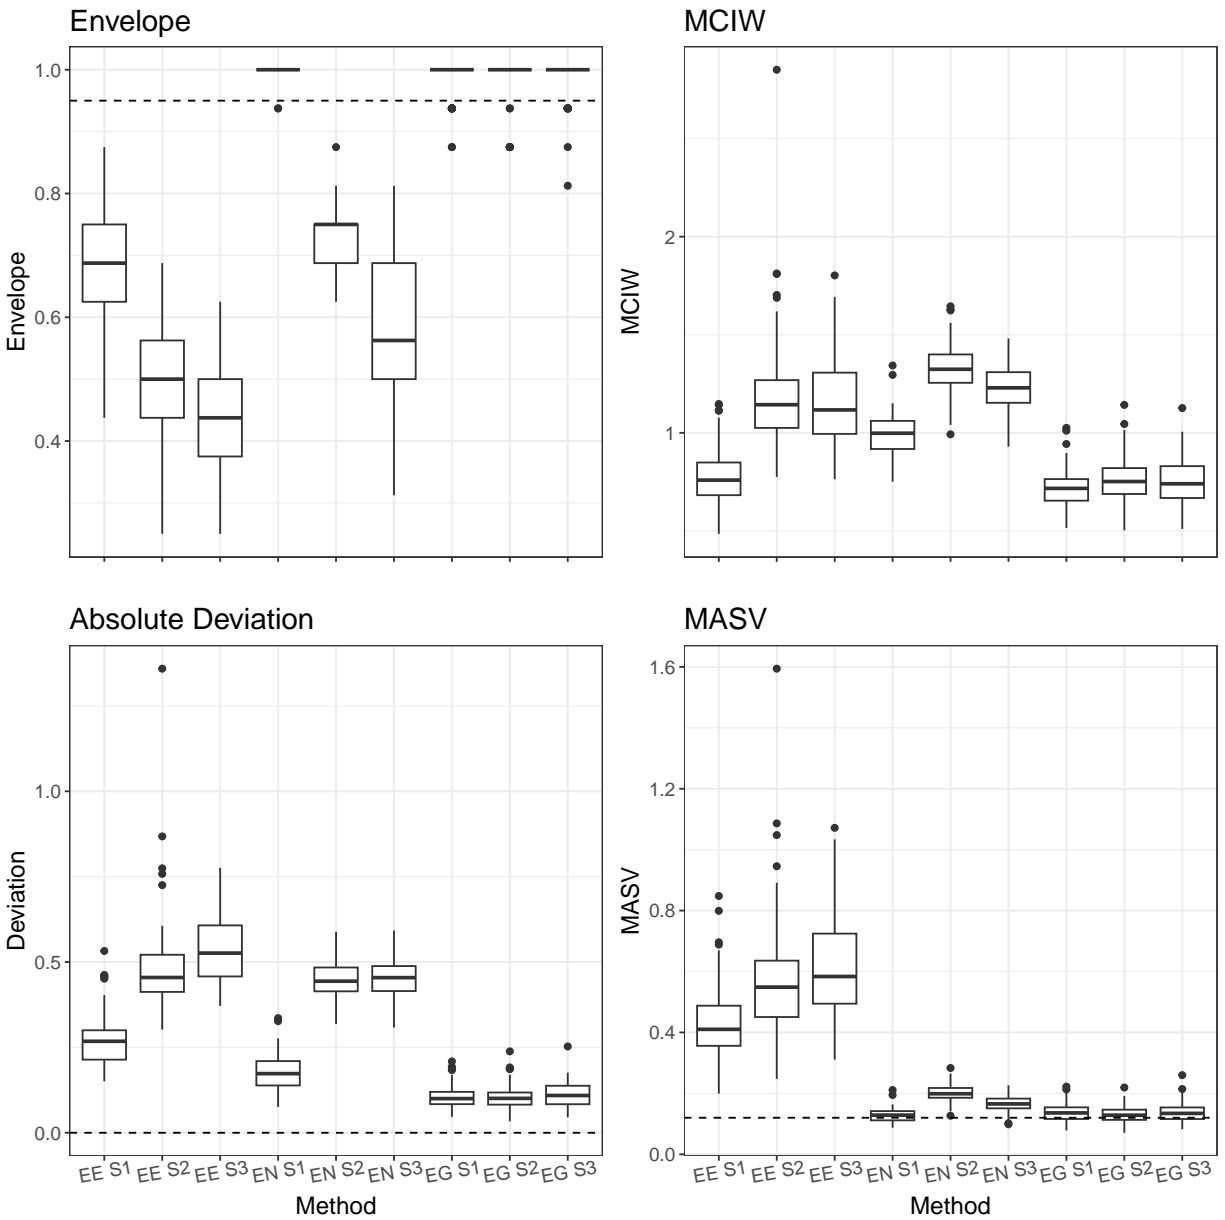 Envelope
MCIW
Envelope
1.0
0.8
0.6
0.4
MCIW
2
1
1
Absolute Deviation
MASV
Deviation
1.0
0.5
0.0
EE S1
EE S2
EE S3
EN S1
EN S2
EN S3
EG S1
EG S2
EG S3
Method
MASV
1.6
1.2
0.8
0.4
0.0
EE S1
EE S2
EE S3
EN S1
EN S2
EN S3
EG S1
EG S2
EG S3
Method